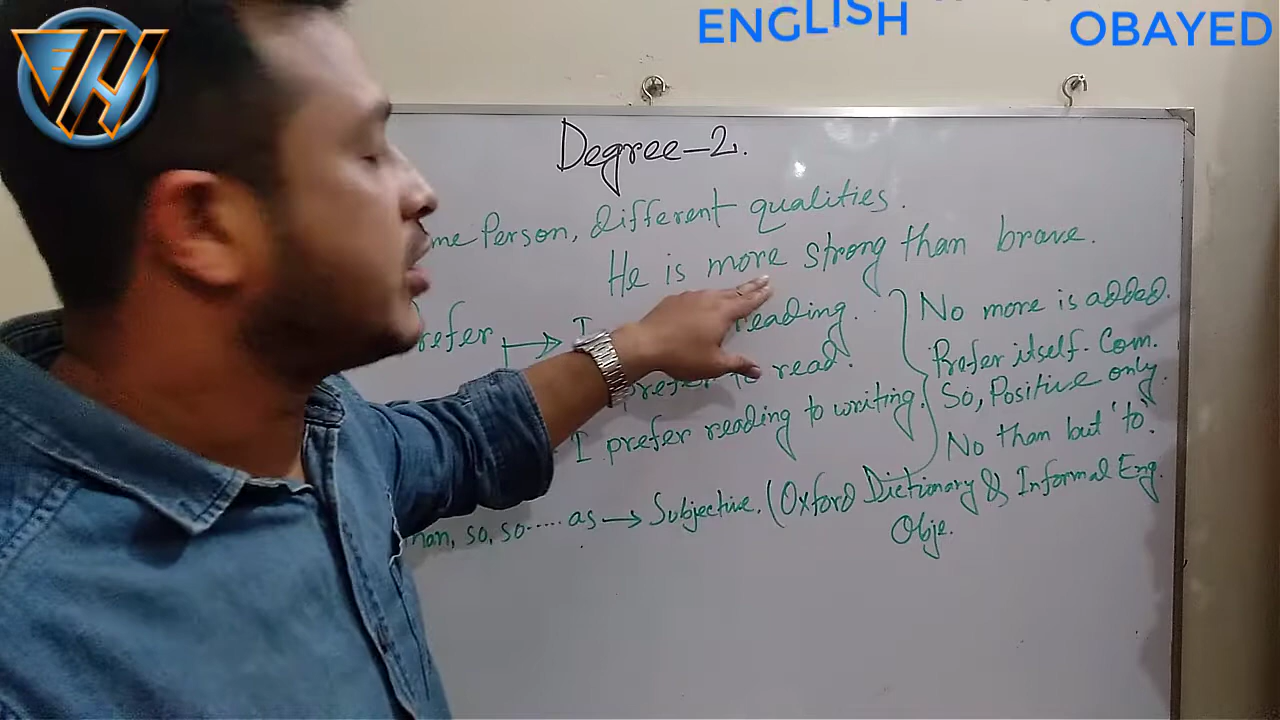 ENGLISH
OBAYED
EH
Degree-2.
me Person, different qualities.
He is more strong than brave.
refer → I reading.
prefer to read.
I prefer reading to writing.
No more is added.
Prefer itself. Com.
So, Positive only.
No than but 'to'.
han, so, so..... as → Subjective. (Oxford Dictionary & Informal Eng.
Obje.